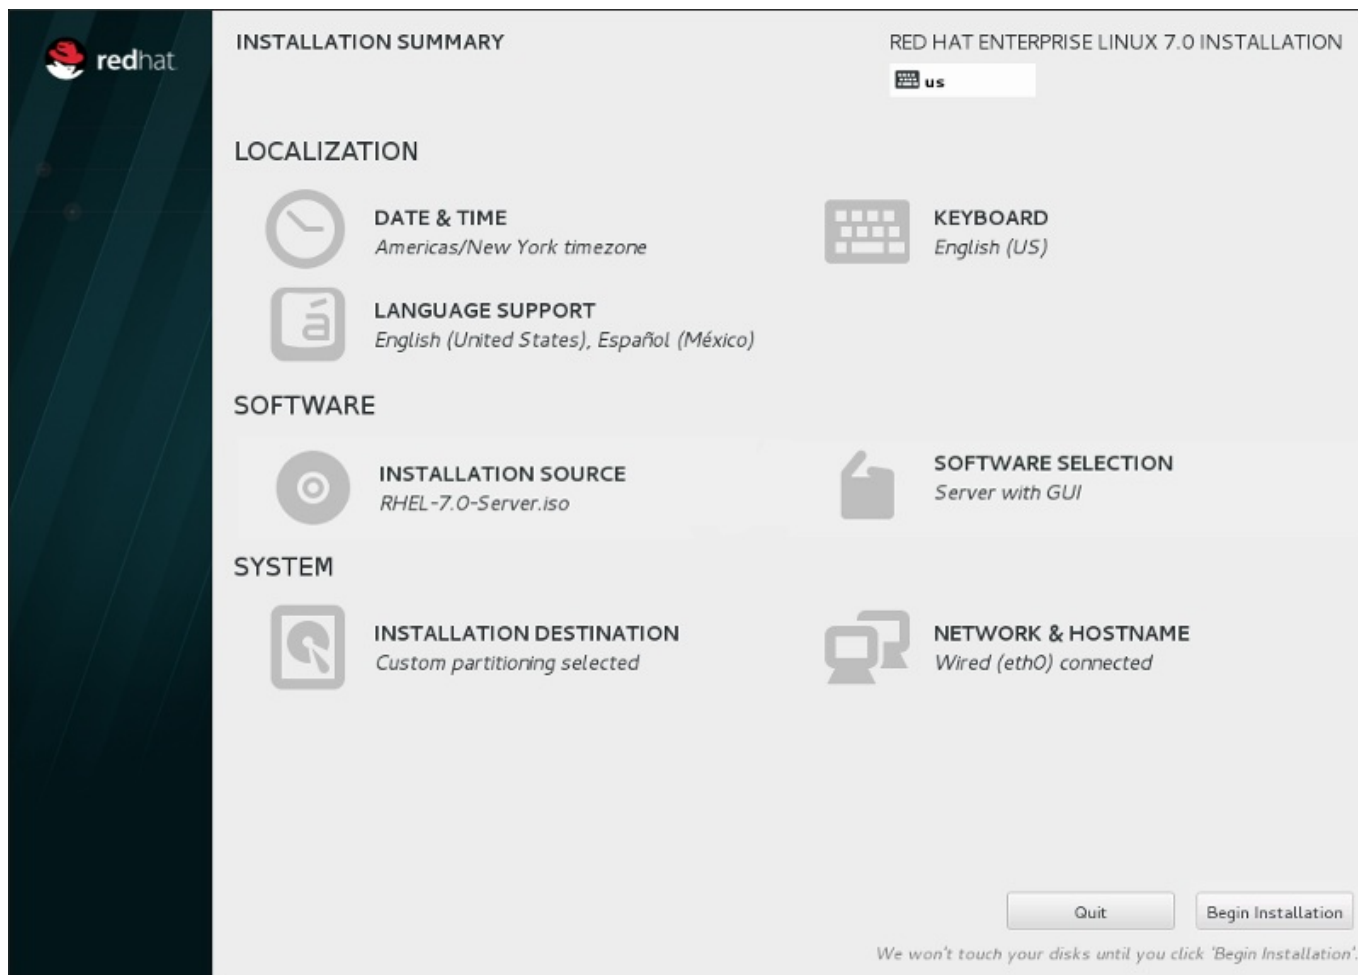 redhat
INSTALLATION SUMMARY
RED HAT ENTERPRISE LINUX 7.0 INSTALLATION
us
LOCALIZATION
DATE & TIME
Americas/New York timezone
KEYBOARD
English (US)
á
LANGUAGE SUPPORT
English (United States), Español (México)
SOFTWARE
INSTALLATION SOURCE
RHEL-7.0-Server.iso
SOFTWARE SELECTION
Server with GUI
SYSTEM
INSTALLATION DESTINATION
Custom partitioning selected
NETWORK & HOSTNAME
Wired (eth0) connected
Quit
Begin Installation
We won't touch your disks until you click 'Begin Installation'.